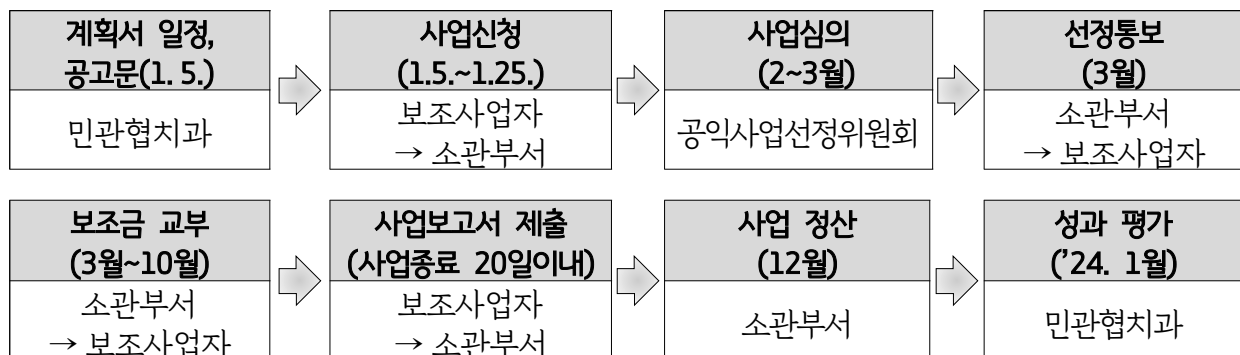 계획서 일정,
공고문(1. 5.)
민관협치과
사업신청
(1.5.~1.25.)
보조사업자
→ 소관부서
사업심의
(2~3월)
공익사업선정위원회
선정통보
(3월)
소관부서
→ 보조사업자
보조금 교부
(3월~10월)
소관부서
→ 보조사업자
사업보고서 제출
(사업종료 20일이내)
보조사업자
→ 소관부서
사업 정산
(12월)
소관부서
성과 평가
('24. 1월)
민관협치과